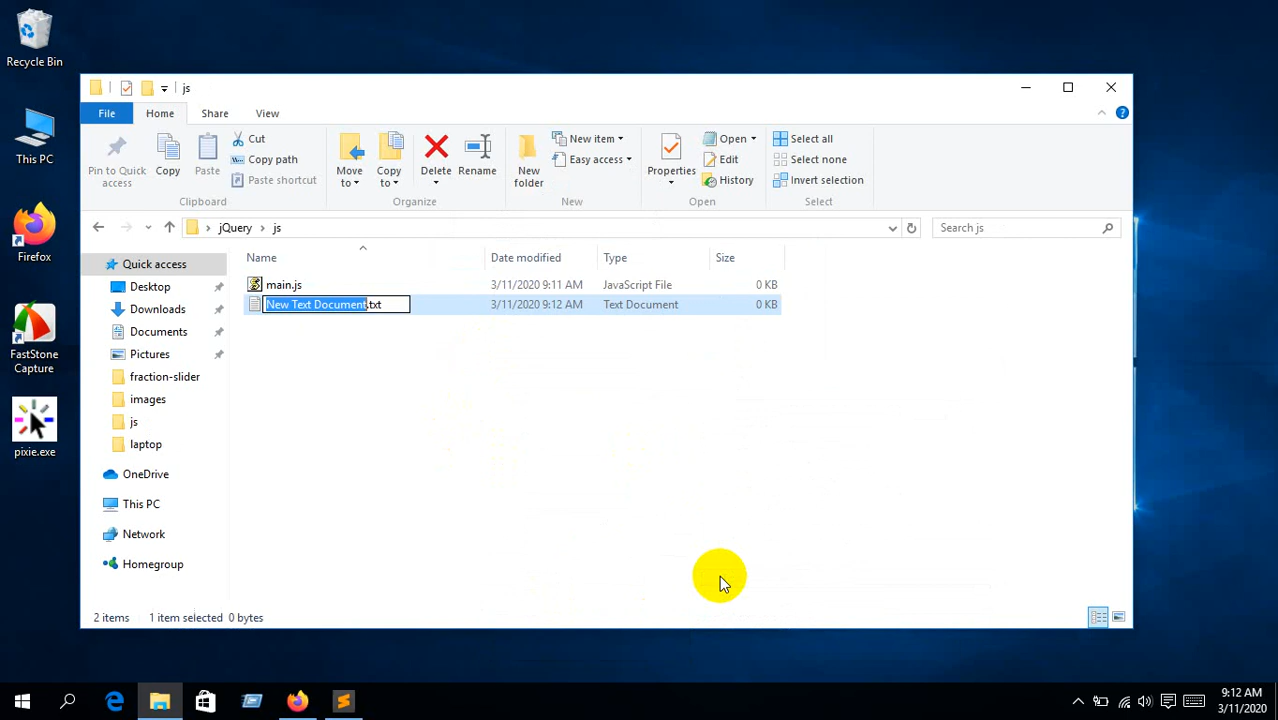 Recycle Bin
This PC
Firefox
FastStone
Capture
pixie.exe
js
File
Home
Share
View
Pin to Quick
access
Copy
Paste
Cut
Copy path
Paste shortcut
Clipboard
Move
to
Copy
to
Delete
Rename
Organize
New
folder
New item
Easy access
New
Properties
Open
Edit
History
Open
Select all
Select none
Invert selection
Select
jQuery
js
Search js
Quick access
Desktop
Downloads
Documents
Pictures
fraction-slider
images
js
laptop
OneDrive
This PC
Network
Homegroup
Name
Date modified
Type
Size
main.js
3/11/2020 9:11 AM
JavaScript File
0 KB
New Text Document.txt
3/11/2020 9:12 AM
Text Document
0 KB
2 items
1 item selected 0 bytes
9:12 AM
3/11/2020